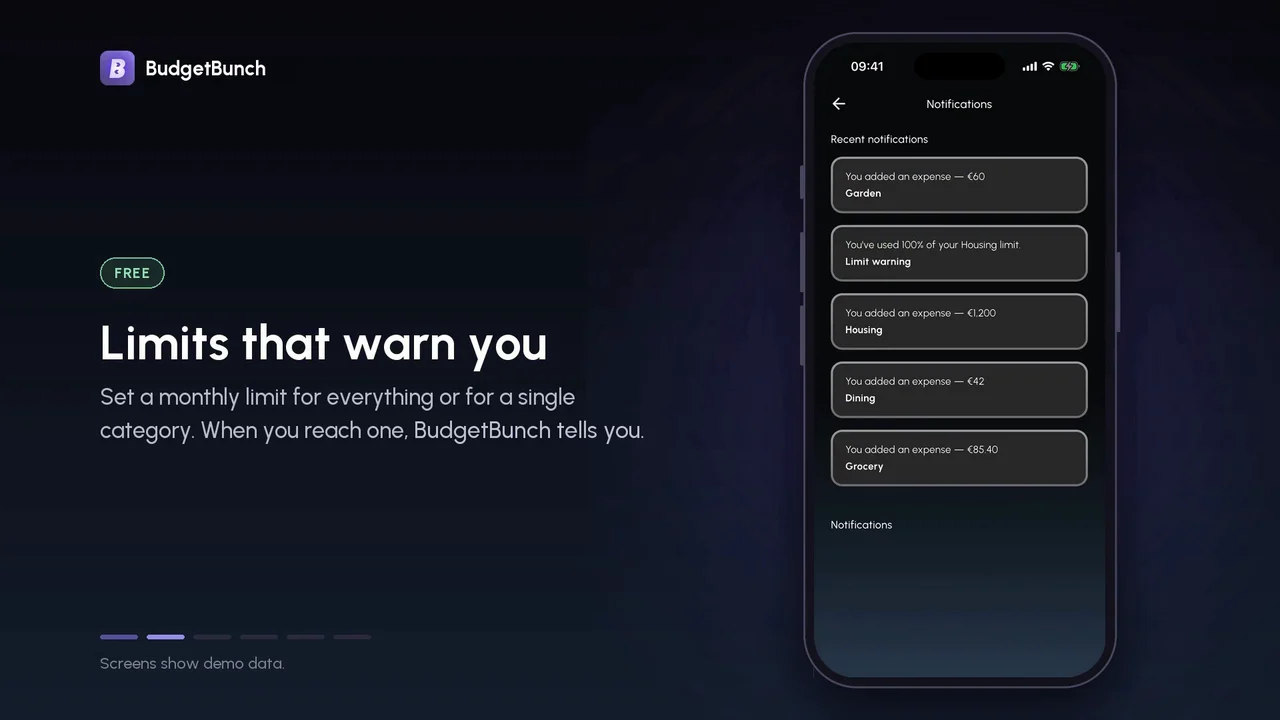 BudgetBunch
FREE
Limits that warn you
Set a monthly limit for everything or for a single
category. When you reach one, BudgetBunch tells you.
Screens show demo data.
09:41
Notifications
Recent notifications
You added an expense — €60
Garden
You've used 100% of your Housing limit.
Limit warning
You added an expense — €1,200
Housing
You added an expense — €42
Dining
You added an expense — €85.40
Grocery
Notifications